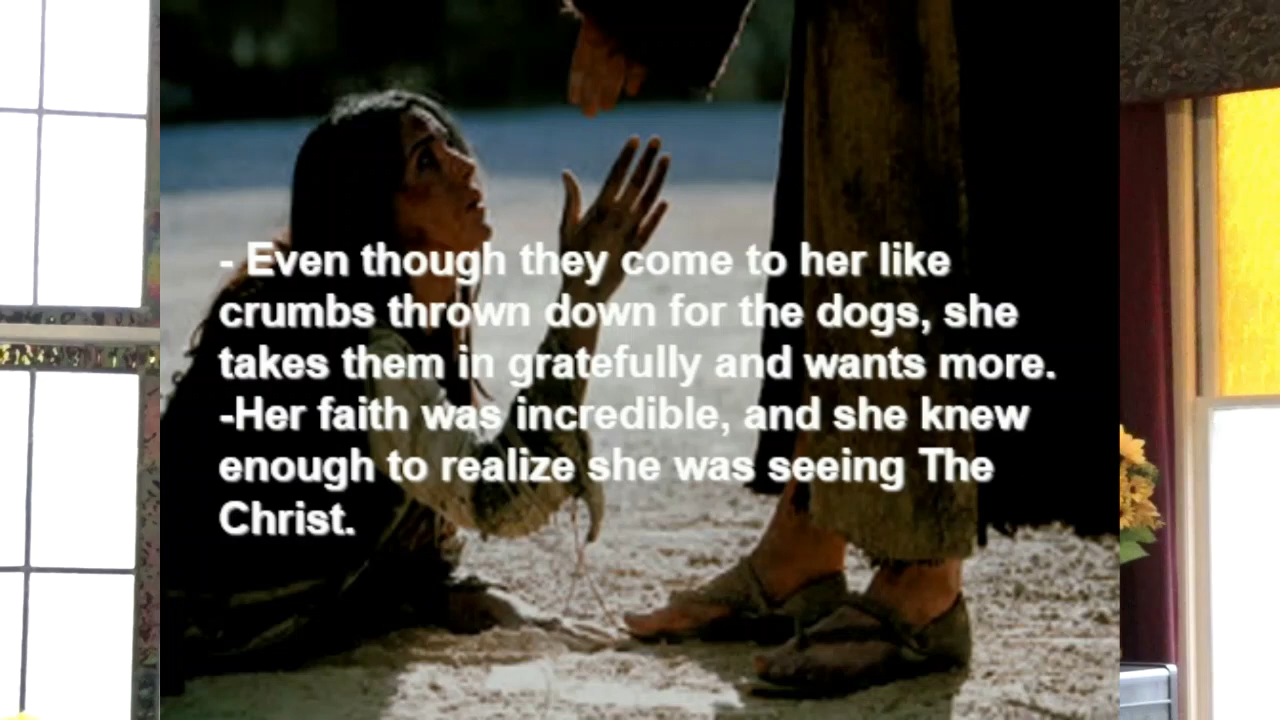 - Even though they come to her like
crumbs thrown down for the dogs, she
takes them in gratefully and wants more.
-Her faith was incredible, and she knew
enough to realize she was seeing The
Christ.